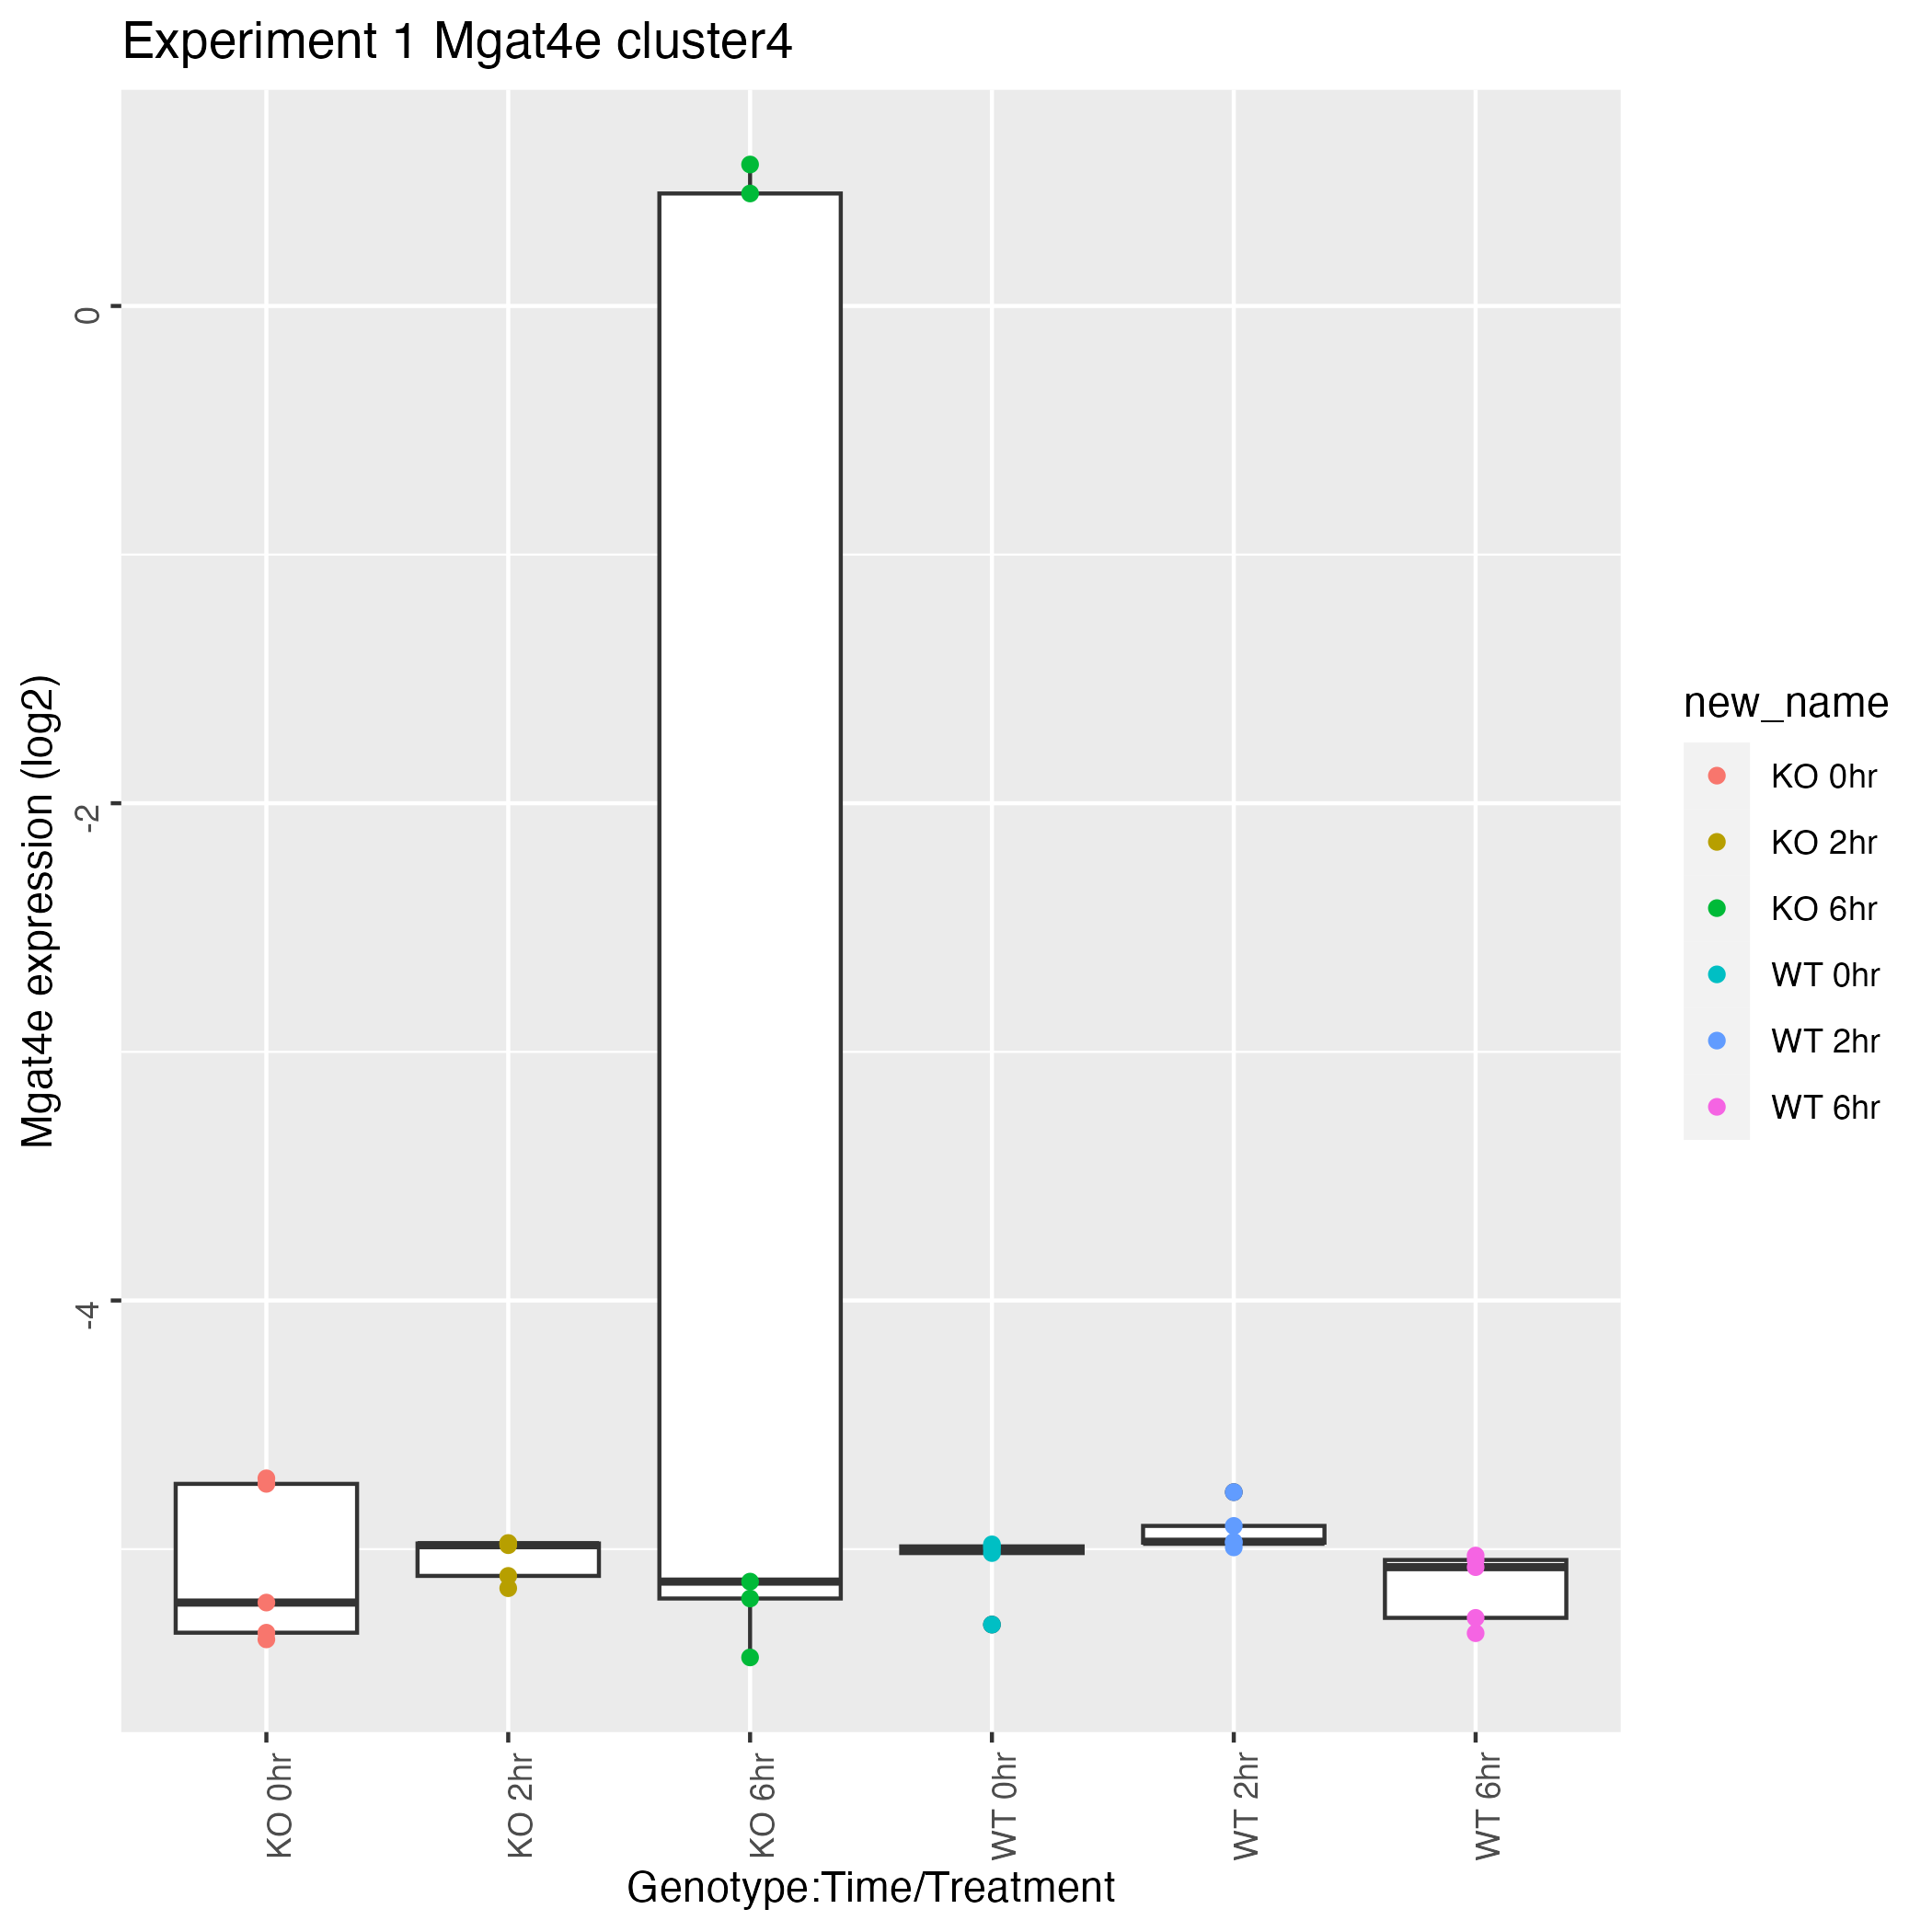 Experiment 1 Mgat4e cluster4
Mgat4e expression (log2)
0
-2
-4
KO 0hr
KO 2hr
KO 6hr
WT 0hr
WT 2hr
WT 6hr
Genotype:Time/Treatment
new_name
KO 0hr
KO 2hr
KO 6hr
WT 0hr
WT 2hr
WT 6hr